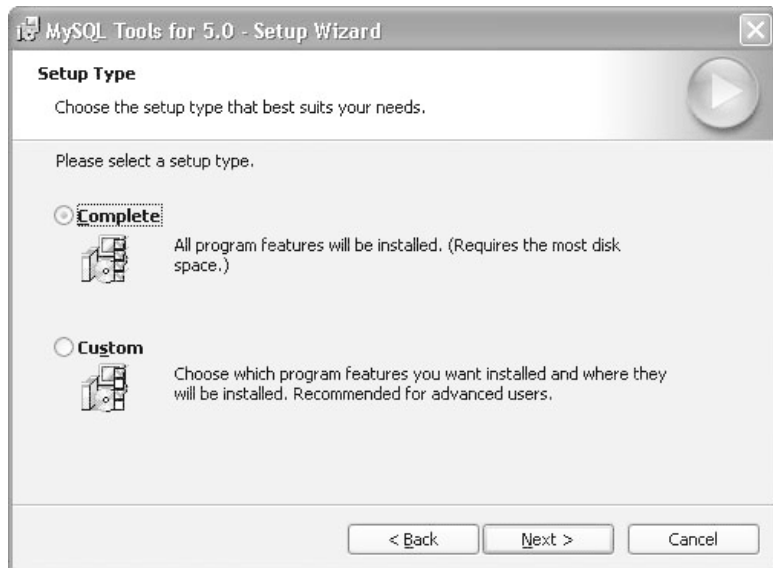 MySQL Tools for 5.0 - Setup Wizard
Setup Type
Choose the setup type that best suits your needs.
Please select a setup type.
Complete
All program features will be installed. (Requires the most disk
space.)
Custom
Choose which program features you want installed and where they
will be installed. Recommended for advanced users.
< Back
Next >
Cancel